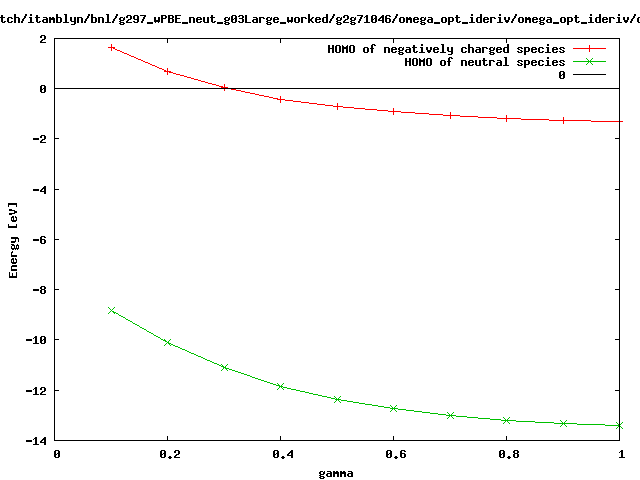 tch/itamblyn/bnl/g297_wPBE_neut_g03Large_worked/g2g71046/omega_opt_ideriv/omega_opt_ideriv/o
HOMO of negatively charged species
HOMO of neutral species
0
2
0
-2
-4
-6
-8
-10
-12
-14
Energy [eV]
0 0.2 0.4 0.6 0.8 1
gamma